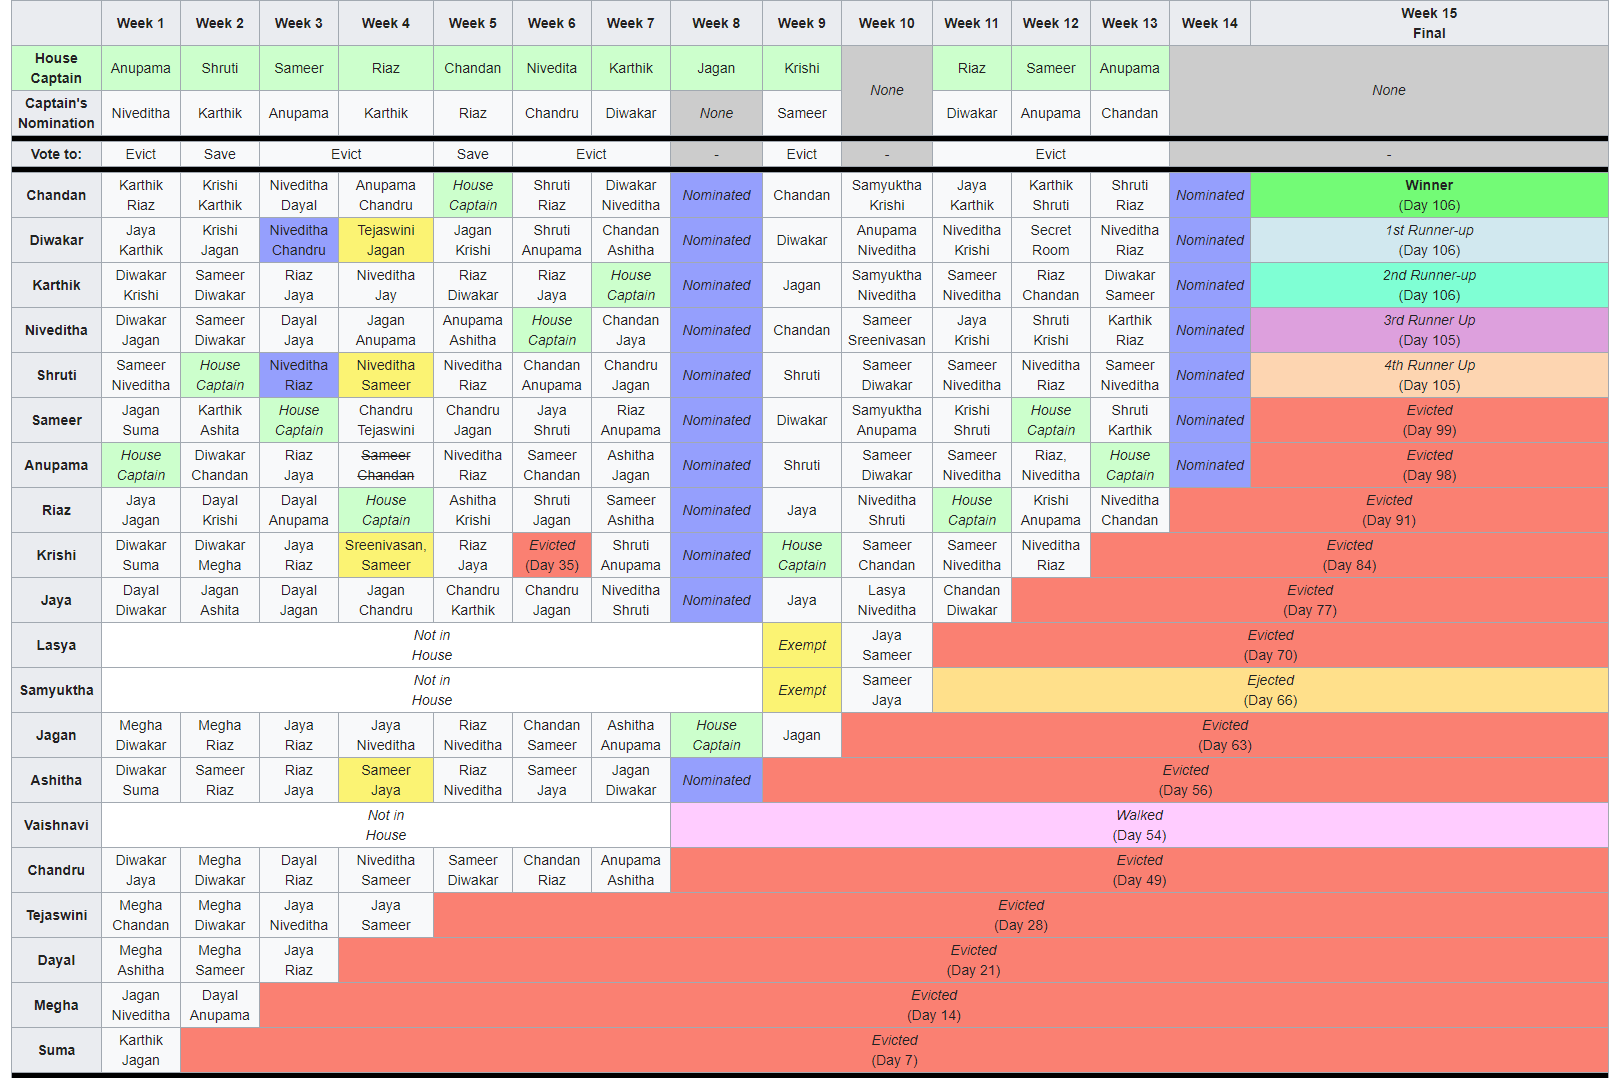 Week 1 Week 2 Week 3 Week 4 Week 5 Week 6 Week 7 Week 8 Week 9 Week 10 Week 11 Week 12 Week 13 Week 14 Week 15
Final
House
Captain Anupama Shruti Sameer Riaz Chandan Nivedita Karthik Jagan Krishi None Riaz Sameer Anupama None
Captain's
Nomination Niveditha Karthik Anupama Karthik Riaz Chandru Diwakar None Sameer Diwakar Anupama Chandan
Vote to: Evict Save Evict Save Evict - Evict - Evict -
Chandan Karthik Krishi Niveditha Anupama House Shruti Diwakar Nominated Chandan Samyuktha Jaya Karthik Shruti Nominated Winner
Riaz Karthik Dayal Chandru Captain Riaz Niveditha Krishi Karthik Shruti Riaz (Day 106)
Diwakar Jaya Krishi Niveditha Tejaswini Jagan Shruti Chandan Nominated Diwakar Anupama Niveditha Secret Niveditha Nominated 1st Runner-up
Karthik Jagan Chandru Jagan Krishi Anupama Ashitha Niveditha Krishi Room Riaz (Day 106)
Karthik Diwakar Sameer Riaz Niveditha Riaz Riaz House Nominated Jagan Samyuktha Sameer Riaz Diwakar Nominated 2nd Runner-up
Krishi Diwakar Jaya Jay Diwakar Jaya Captain Niveditha Niveditha Chandan Sameer (Day 106)
Niveditha Diwakar Sameer Dayal Jagan Anupama House Chandan Nominated Chandan Sameer Jaya Shruti Karthik Nominated 3rd Runner Up
Jagan Diwakar Jaya Anupama Ashitha Captain Jaya Sreenivasan Krishi Krishi Riaz (Day 105)
Shruti Sameer House Niveditha Niveditha Niveditha Chandan Chandru Nominated Shruti Sameer Sameer Niveditha Sameer Nominated 4th Runner Up
Niveditha Captain Riaz Sameer Riaz Anupama Jagan Diwakar Niveditha Riaz Niveditha (Day 105)
Sameer Jagan Karthik House Chandru Chandru Jaya Riaz Nominated Diwakar Samyuktha Krishi House Shruti Nominated Evicted
Suma Ashita Captain Tejaswini Jagan Shruti Anupama Anupama Shruti Captain Karthik (Day 99)
Anupama House Diwakar Riaz Sameer Niveditha Sameer Ashitha Nominated Shruti Sameer Sameer Riaz, House Nominated Evicted
Captain Chandan Jaya Chandan Riaz Chandan Jagan Diwakar Niveditha Niveditha Captain (Day 98)
Riaz Jaya Dayal Dayal House Ashitha Shruti Sameer Nominated Jaya Niveditha House Krishi Niveditha Evicted
Jagan Krishi Anupama Captain Krishi Jagan Ashitha Shruti Captain Anupama Chandan (Day 91)
Krishi Diwakar Diwakar Jaya Sreenivasan, Riaz Evicted Shruti Nominated House Sameer Sameer Niveditha Evicted
Suma Megha Riaz Sameer Jaya (Day 35) Anupama Captain Chandan Niveditha Riaz (Day 84)
Jaya Dayal Jagan Dayal Jagan Chandru Chandru Niveditha Nominated Jaya Lasya Chandan Evicted
Diwakar Ashita Jagan Chandru Karthik Jagan Shruti Niveditha Diwakar (Day 77)
Lasya Not in Exempt Jaya Evicted
House Sameer (Day 70)
Samyuktha Not in Exempt Sameer Ejected
House Jaya (Day 66)
Jagan Megha Megha Jaya Jaya Riaz Chandan Ashitha House Jagan Evicted
Diwakar Riaz Riaz Niveditha Niveditha Sameer Anupama Captain (Day 63)
Ashitha Diwakar Sameer Riaz Sameer Riaz Sameer Jagan Nominated Evicted
Suma Riaz Jaya Jaya Niveditha Jaya Diwakar (Day 56)
Vaishnavi Not in Walked
House (Day 54)
Chandru Diwakar Megha Dayal Niveditha Sameer Chandan Anupama Evicted
Jaya Diwakar Riaz Sameer Diwakar Riaz Ashitha (Day 49)
Tejaswini Megha Megha Jaya Jaya Evicted
Chandan Diwakar Niveditha Sameer (Day 28)
Dayal Megha Megha Jaya Evicted
Ashitha Sameer Riaz (Day 21)
Megha Jagan Dayal Evicted
Niveditha Anupama (Day 14)
Suma Karthik Evicted
Jagan (Day 7)